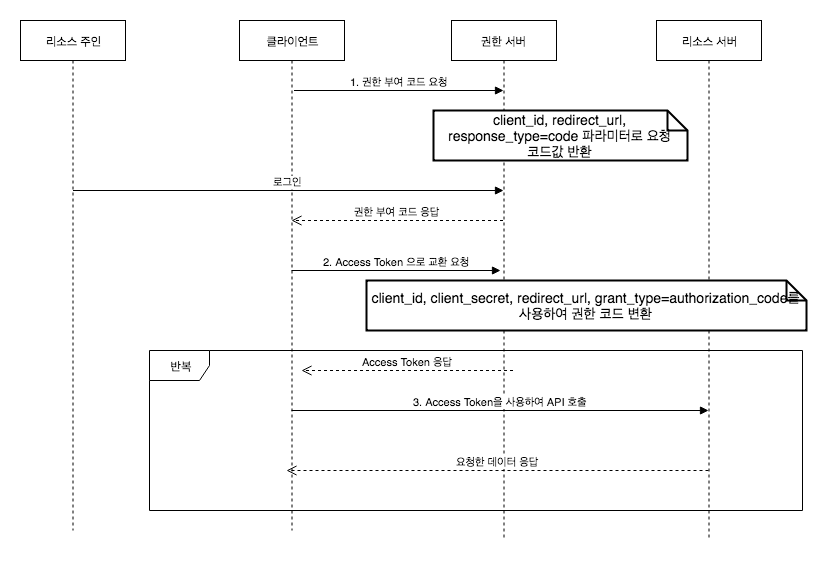 리소스 주인
클라이언트
권한 서버
리소스 서버
1. 권한 부여 코드 요청
client_id, redirect_url,
response_type=code 파라미터로 요청
코드값 반환
로그인
권한 부여 코드 응답
2. Access Token 으로 교환 요청
client_id, client_secret, redirect_url, grant_type=authorization_code를
사용하여 권한 코드 변환
반복
Access Token 응답
3. Access Token을 사용하여 API 호출
요청한 데이터 응답